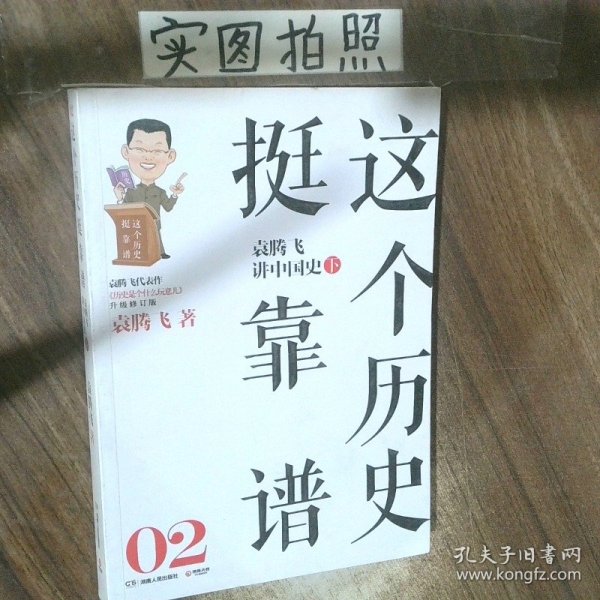 实图拍照
这个历史
挺靠谱
袁腾飞
讲中国史下
这个历史
挺靠谱
袁腾飞代表作
《历史是个什么玩意儿》
升级修订版
袁腾飞 著
02
湖南人民出版社
孔夫子旧书网
www.kongfz.com